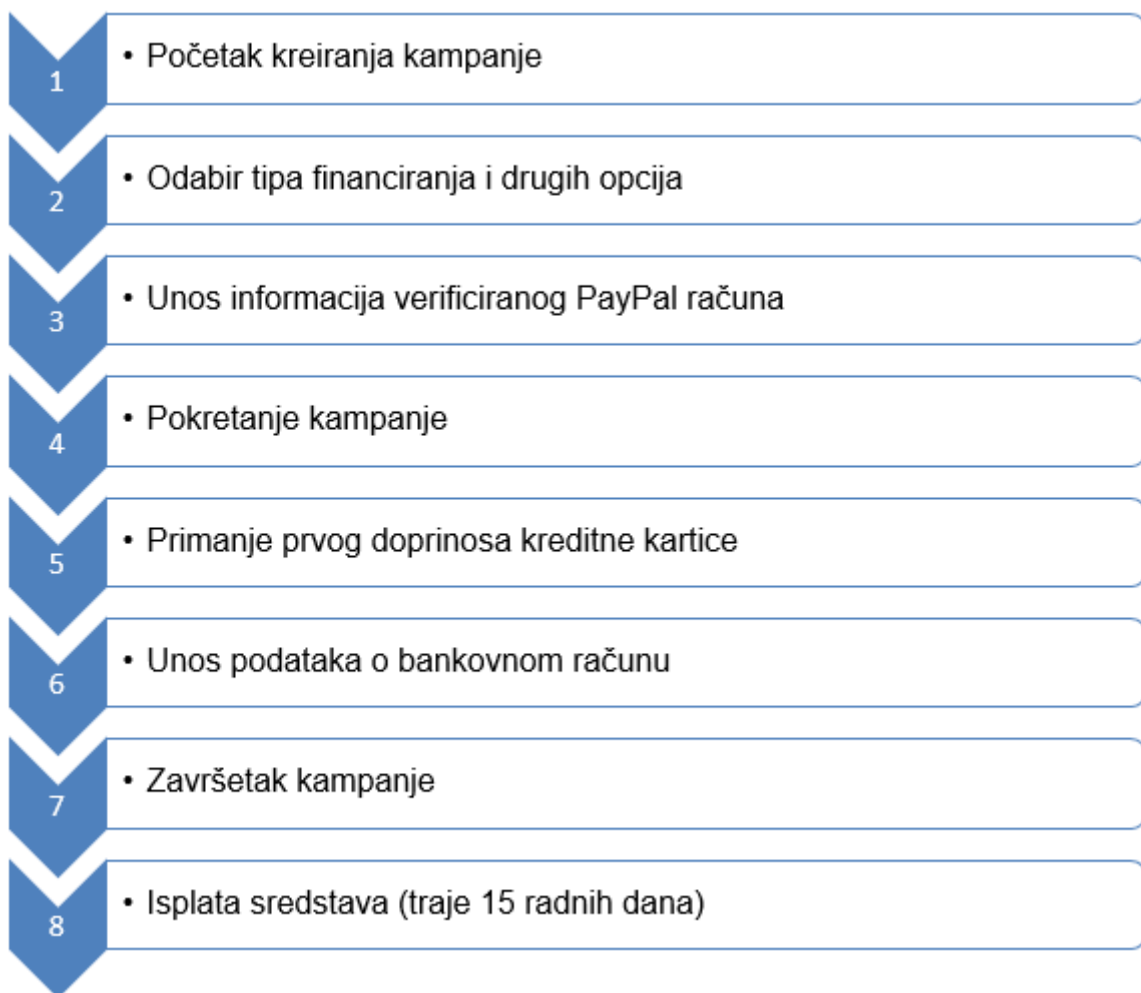 1
• Početak kreiranja kampanje
2
• Odabir tipa financiranja i drugih opcija
3
• Unos informacija verificiranog PayPal računa
4
• Pokretanje kampanje
5
• Primanje prvog doprinosa kreditne kartice
6
• Unos podataka o bankovnom računu
7
• Završetak kampanje
8
• Isplata sredstava (traje 15 radnih dana)